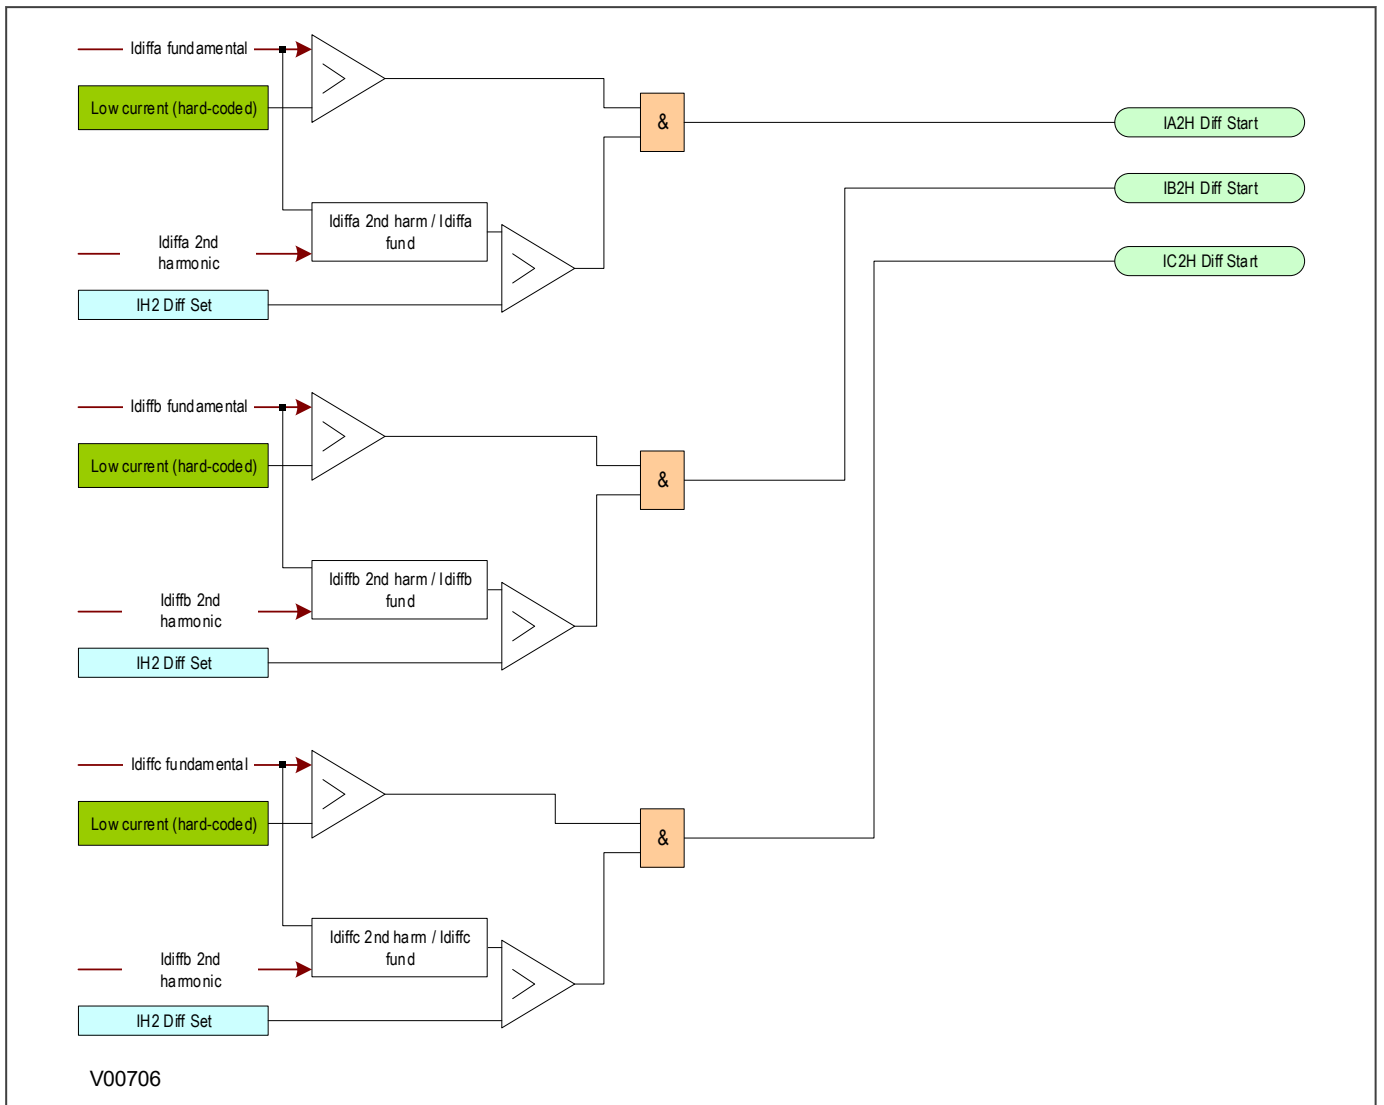 Idiffa fundamental
>
Low current (hard-coded)
&
IA2H Diff Start
IB2H Diff Start
Idiffa 2nd harm / Idiffa
fund
Idiffa 2nd
harmonic
>
IC2H Diff Start
IH2 Diff Set
Idiffb fundamental
>
Low current (hard-coded)
&
Idiffb 2nd harm / Idiffb
fund
Idiffb 2nd
harmonic
>
IH2 Diff Set
Idiffc fundamental
>
Low current (hard-coded)
&
Idiffc 2nd harm / Idiffc
fund
Idiffb 2nd
harmonic
>
IH2 Diff Set
V00706